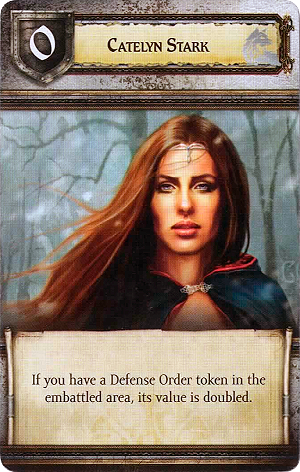 0
CATELYN STARK
If you have a Defense Order token in the
embattled area, its value is doubled.